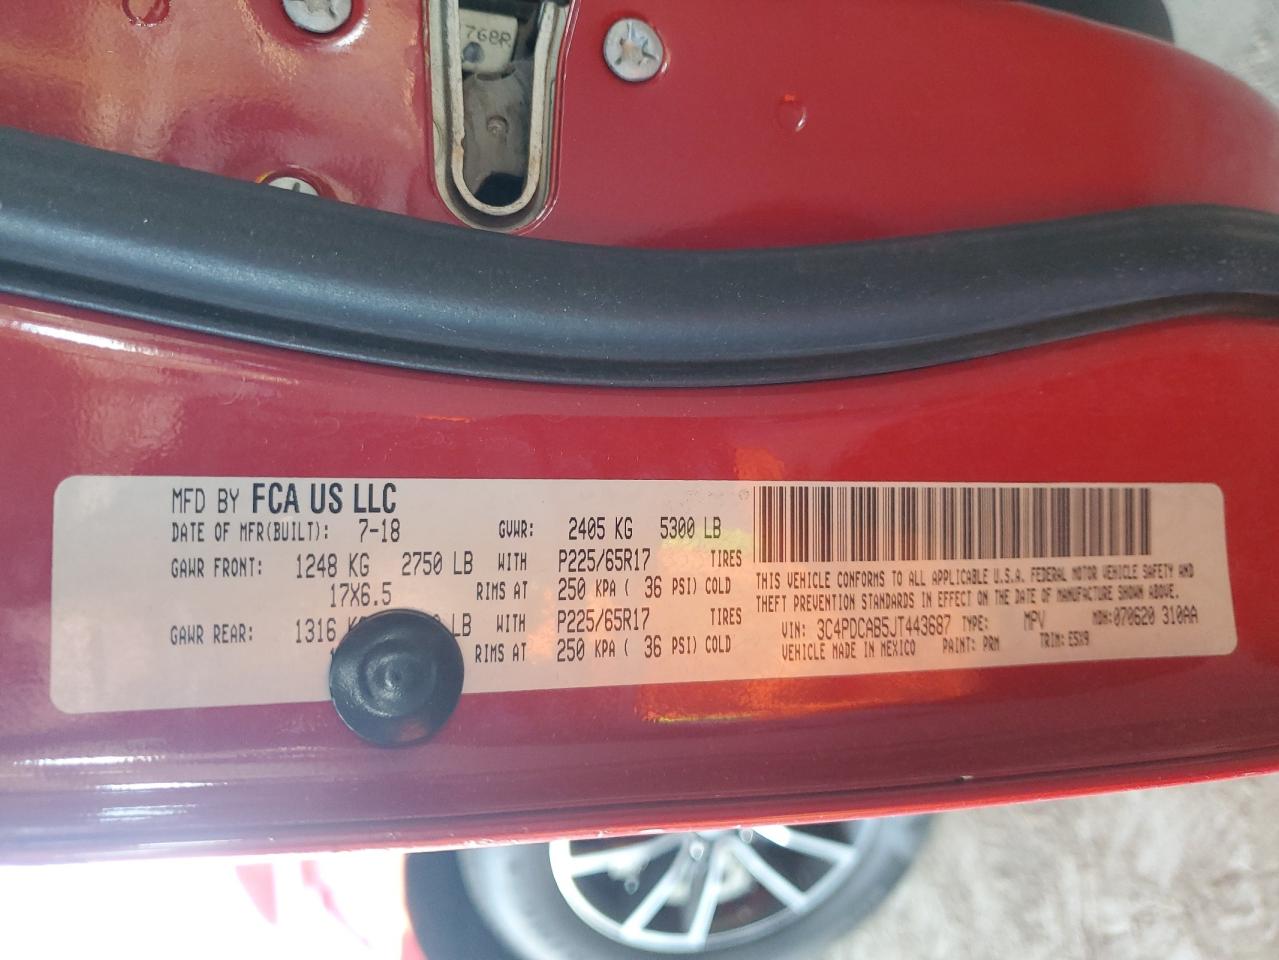 768R
MFD BY FCA US LLC
DATE OF MFR(BUILT): 7-18 GVWR: 2405 KG 5300 LB
GAWR FRONT: 1248 KG 2750 LB WITH P225/65R17 TIRES
17X6.5 RIMS AT 250 KPA ( 36 PSI) COLD
GAWR REAR: 1316 LB WITH P225/65R17 TIRES
RIMS AT 250 KPA ( 36 PSI) COLD
THIS VEHICLE CONFORMS TO ALL APPLICABLE U.S.A. FEDERAL MOTOR VEHICLE SAFETY AND
THEFT PREVENTION STANDARDS IN EFFECT ON THE DATE OF MANUFACTURE SHOWN ABOVE.
VIN: 3C4PDCAB5JT443687 TYPE: MPV MDH: 070620 310AA
VEHICLE MADE IN MEXICO PAINT: PRM TRIM: E5X9